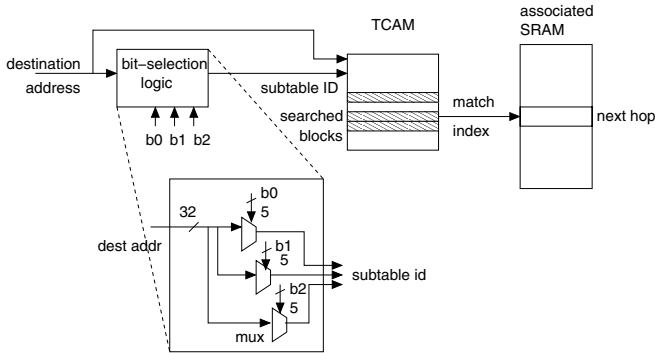 associated
SRAM
TCAM
destination
address
bit-selection
logic
subtable ID
searched
blocks
match
index
next hop
b0 b1 b2
32
dest addr
b0
5
b1
5
b2
5
mux
subtable id